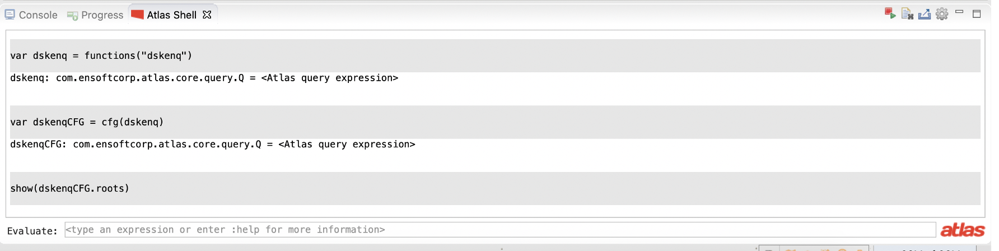 Console Progress Atlas Shell
var dskenq = functions("dskenq")
dskenq: com.ensoftcorp.atlas.core.query.Q = <Atlas query expression>
var dskenqCFG = cfg(dskenq)
dskenqCFG: com.ensoftcorp.atlas.core.query.Q = <Atlas query expression>
show(dskenqCFG.roots)
Evaluate: <type an expression or enter :help for more information> atlas